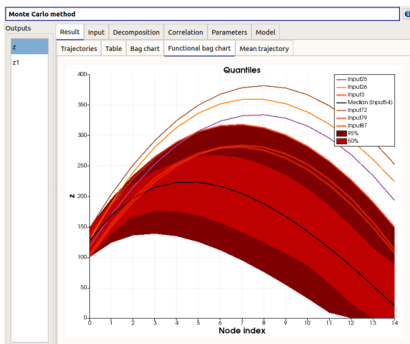 Monte Carlo method
Outputs
Result Input Decomposition Correlation Parameters Model
z
Trajectories Table Bag chart Functional bag chart Mean trajectory
z1
Quantiles
400
350
300
250
200
150
100
50
0
z
Input25
Input26
Input3
Median (Input54)
Input72
Input79
Input87
95%
50%
0 1 2 3 4 5 6 7 8 9 10 11 12 13 14
Node index